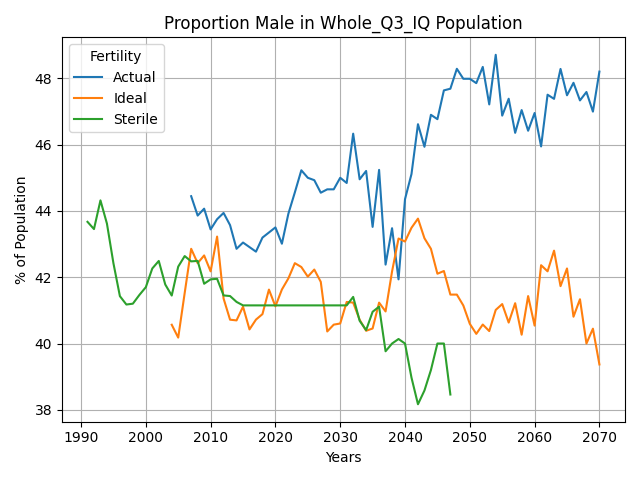 Proportion Male in Whole_Q3_IQ Population
Fertility
Actual
Ideal
Sterile
% of Population
48
46
44
42
40
38
1990 2000 2010 2020 2030 2040 2050 2060 2070
Years